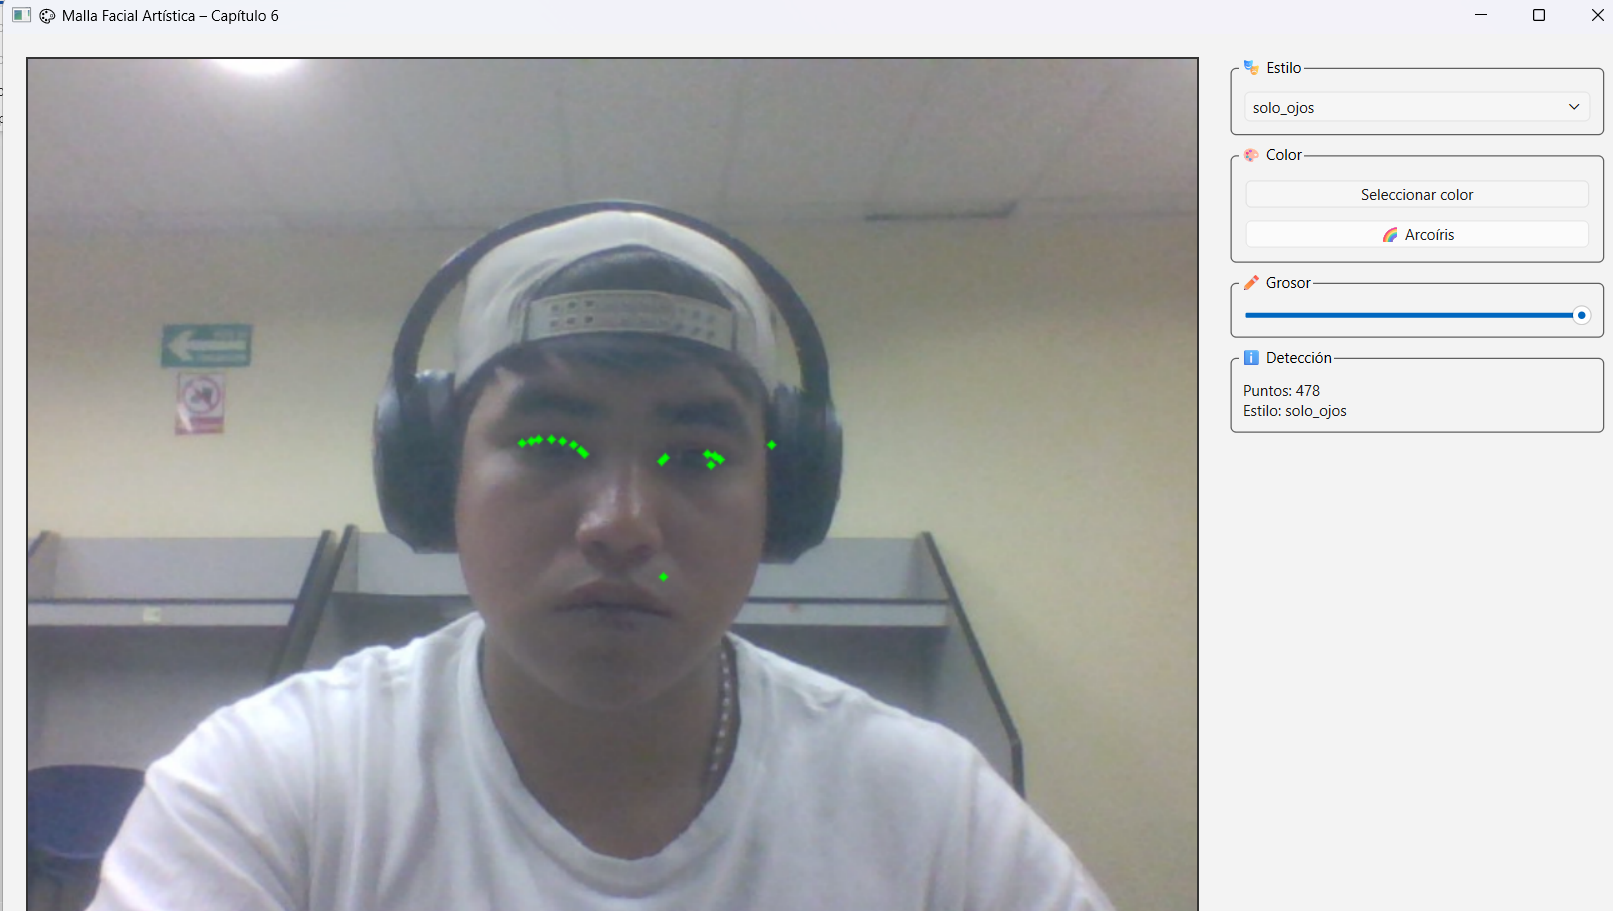 Malla Facial Artística – Capítulo 6
Estilo
solo_ojos
Color
Seleccionar color
Arcoíris
Grosor
Detección
Puntos: 478
Estilo: solo_ojos